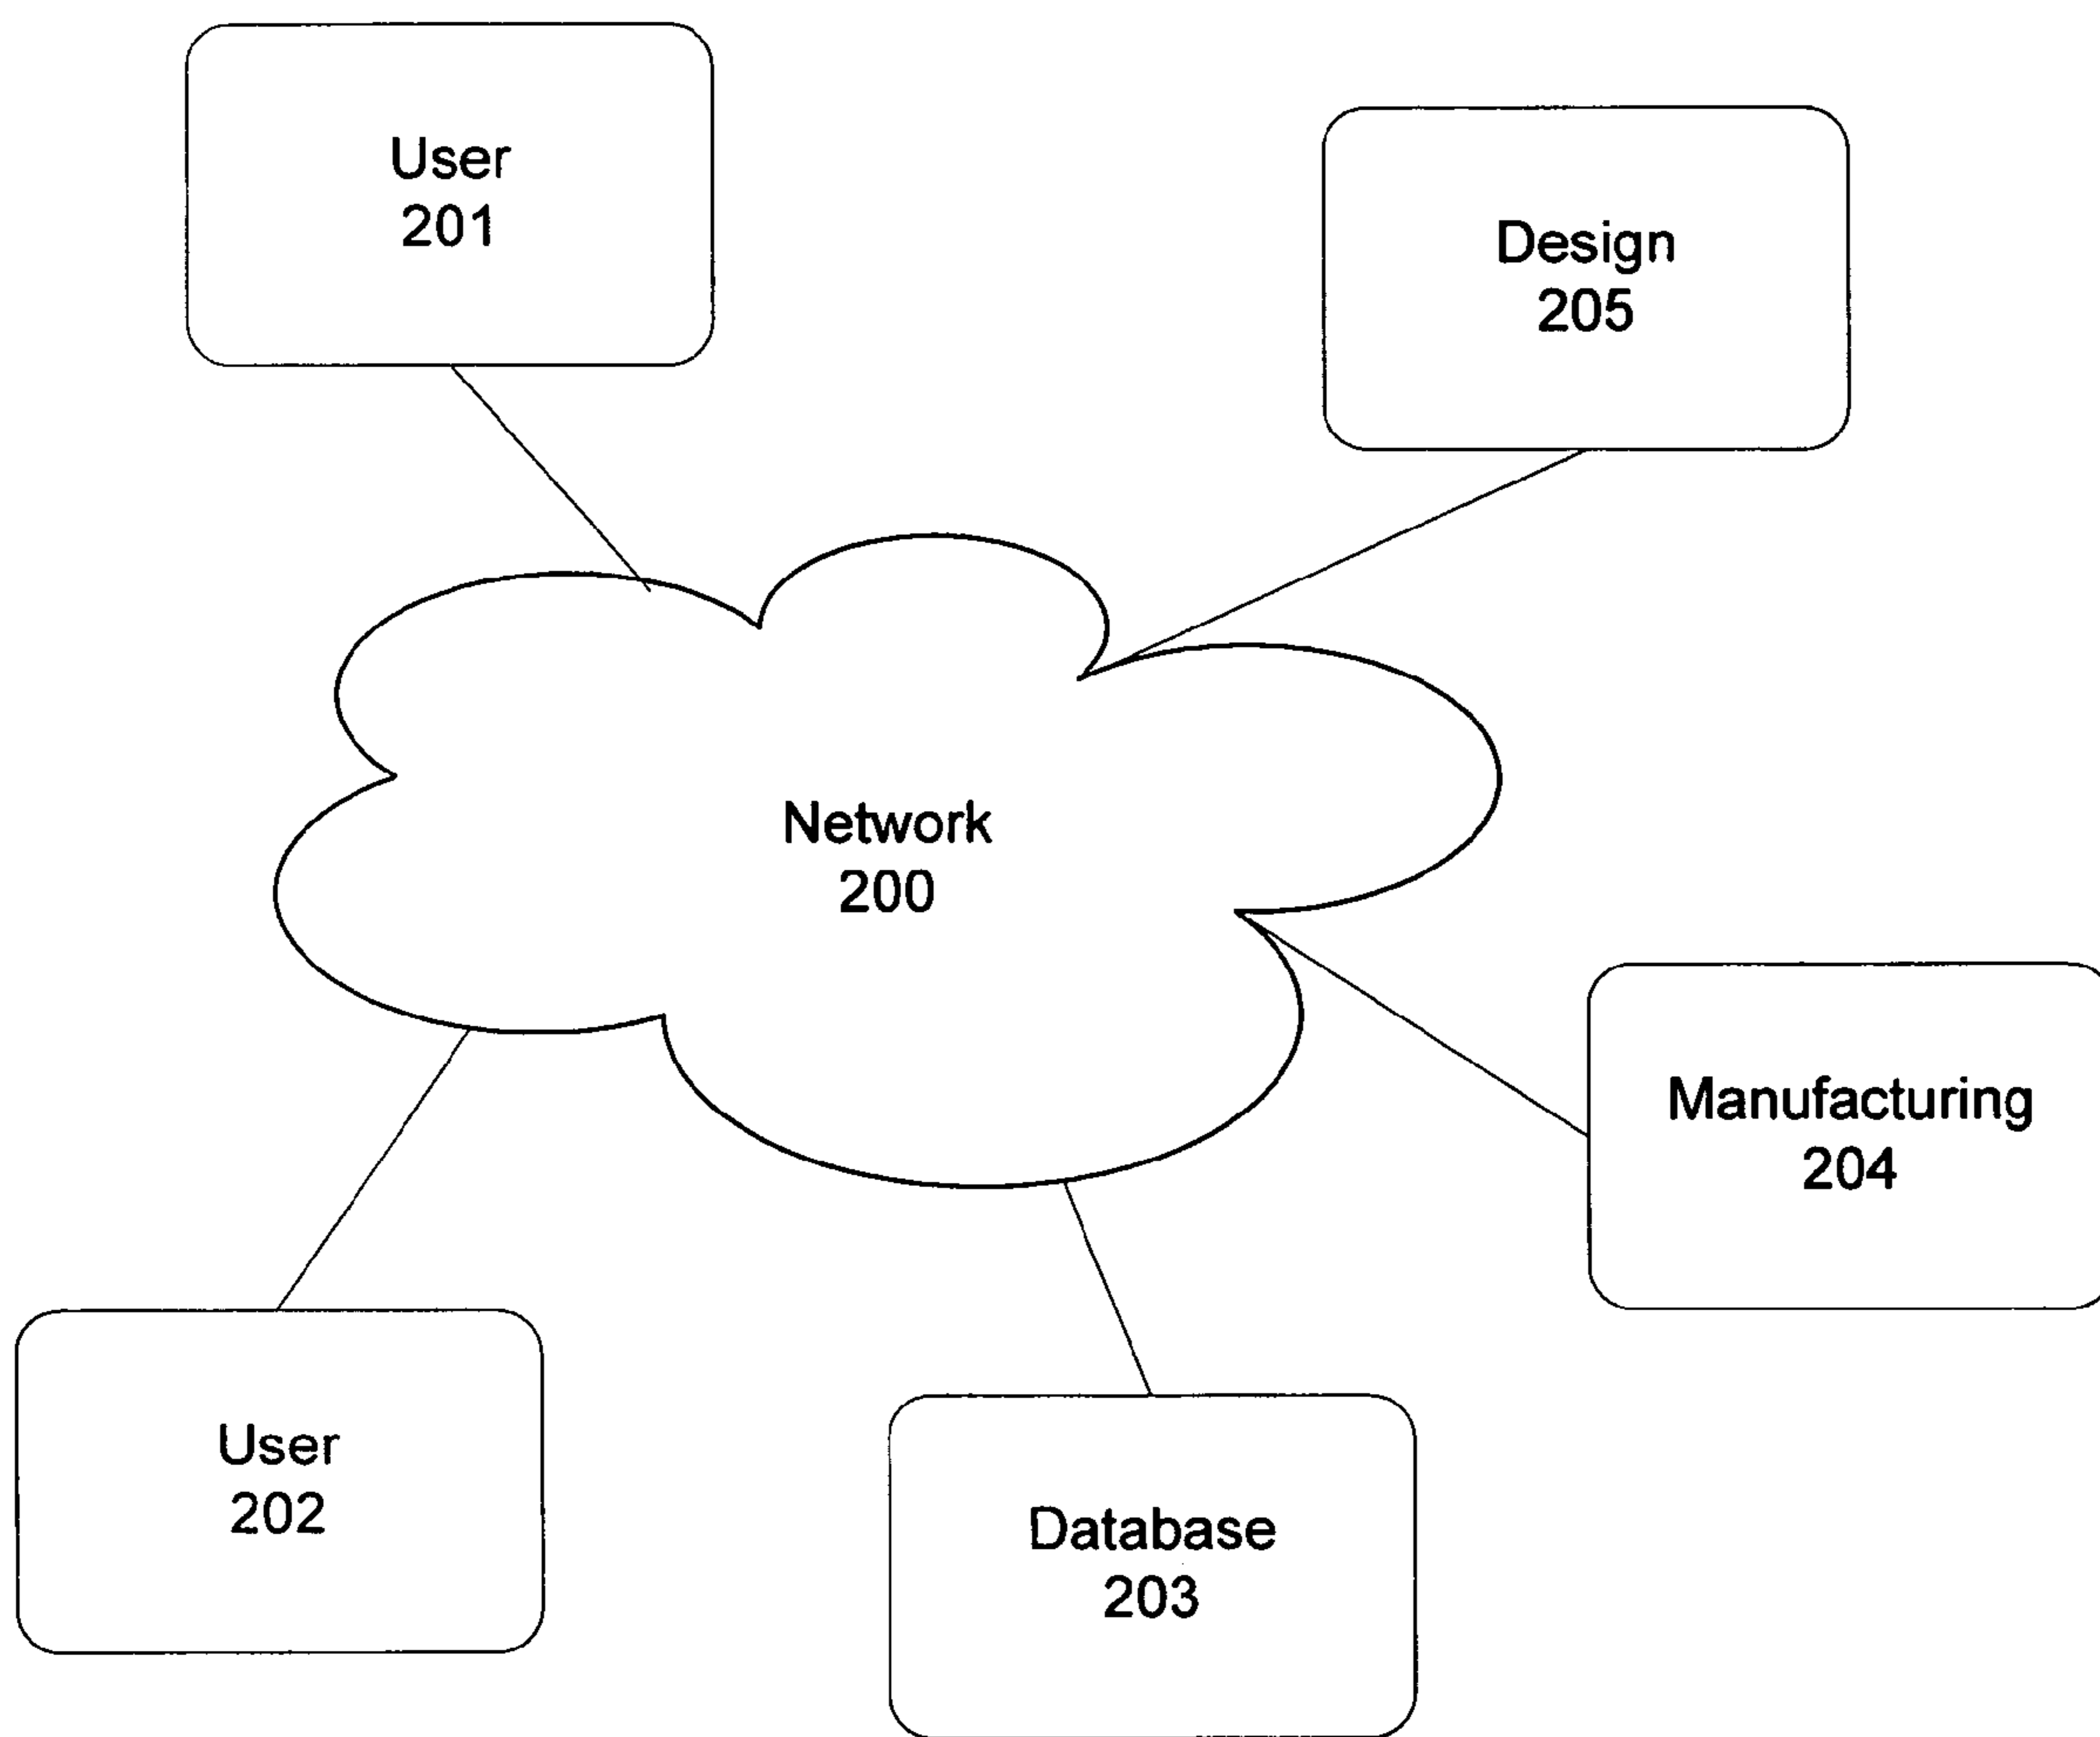 User
201
Design
205
Network
200
Manufacturing
204
User
202
Database
203